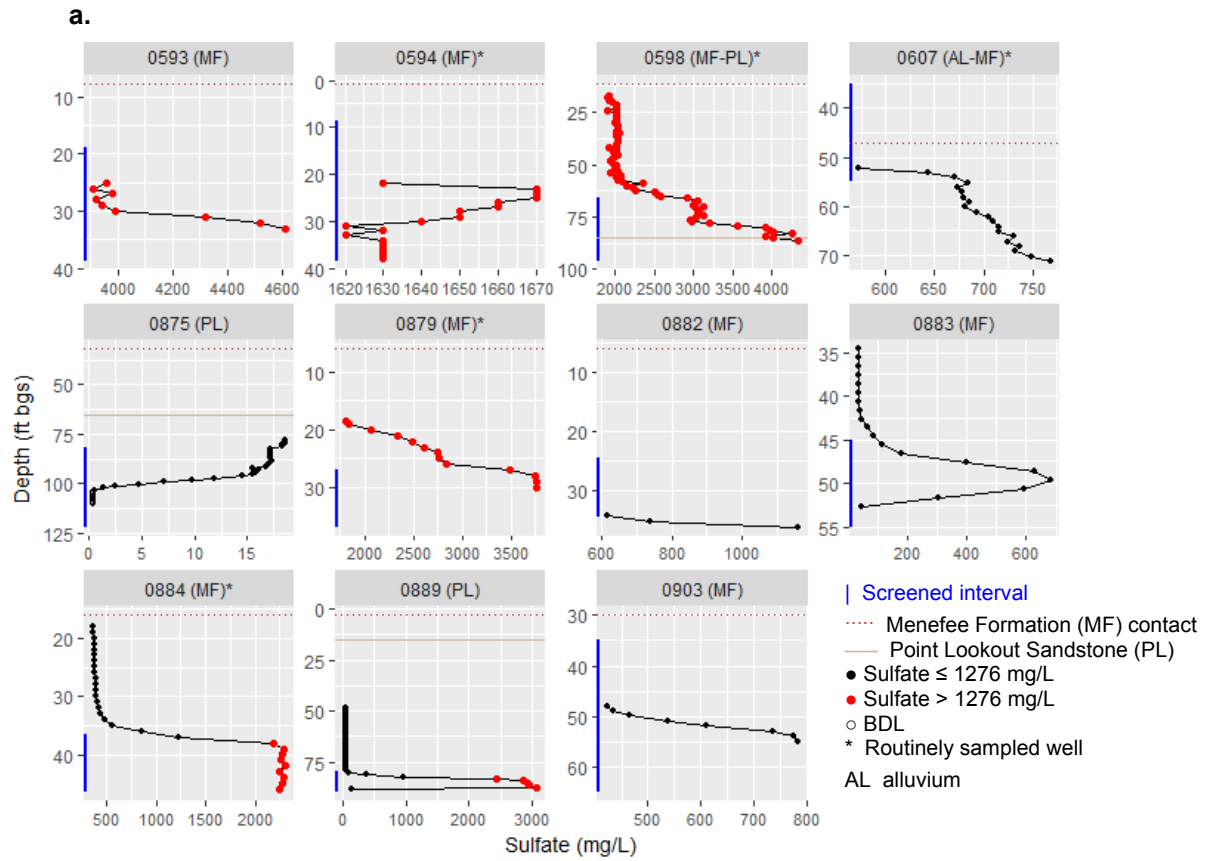 a.
0593 (MF)
0594 (MF)*
0598 (MF-PL)*
0607 (AL-MF)*
10
20
30
40
0
10
20
30
40
25
50
75
100
40
50
60
70
4000 4200 4400 4600
1620 1630 1640 1650 1660 1670
2000 2500 3000 3500 4000
600 650 700 750
0875 (PL)
0879 (MF)*
0882 (MF)
0883 (MF)
50
75
100
125
10
20
30
10
20
30
35
40
45
50
55
0 5 10 15
2000 2500 3000 3500
600 800 1000
200 400 600
0884 (MF)*
0889 (PL)
0903 (MF)
20
30
40
0
25
50
75
30
40
50
60
500 1000 1500 2000
0 1000 2000 3000
500 600 700 800
Depth (ft bgs)
Sulfate (mg/L)
| Screened interval
Menefee Formation (MF) contact
Point Lookout Sandstone (PL)
Sulfate ≤ 1276 mg/L
Sulfate > 1276 mg/L
BDL
* Routinely sampled well
AL alluvium